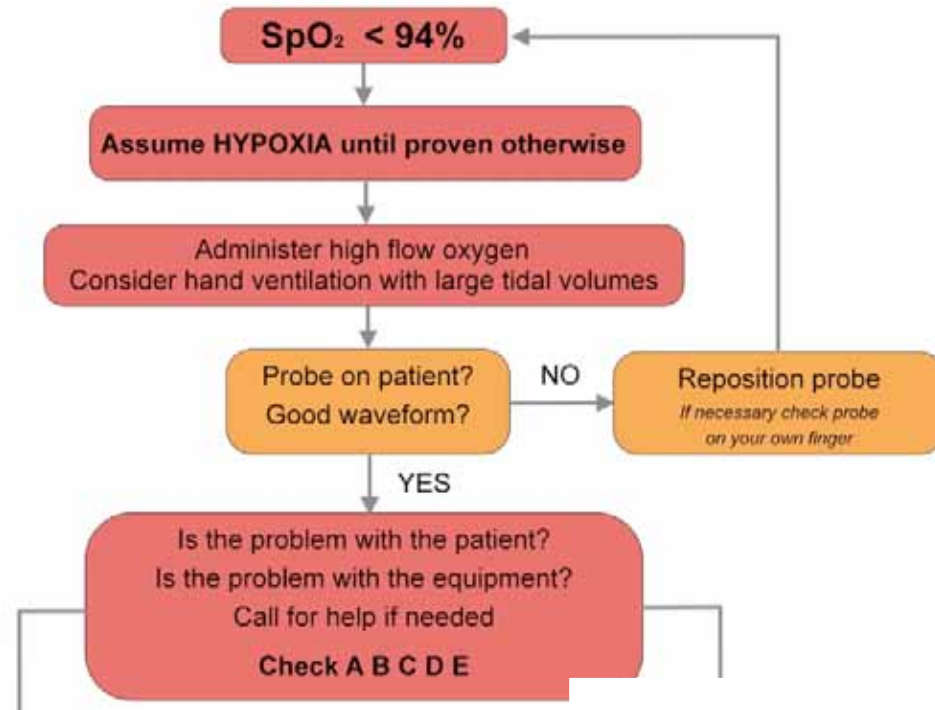 SpO₂ < 94%
Assume HYPOXIA until proven otherwise
Administer high flow oxygen
Consider hand ventilation with large tidal volumes
Probe on patient?
Good waveform?
NO
Reposition probe
If necessary check probe
on your own finger
YES
Is the problem with the patient?
Is the problem with the equipment?
Call for help if needed
Check A B C D E